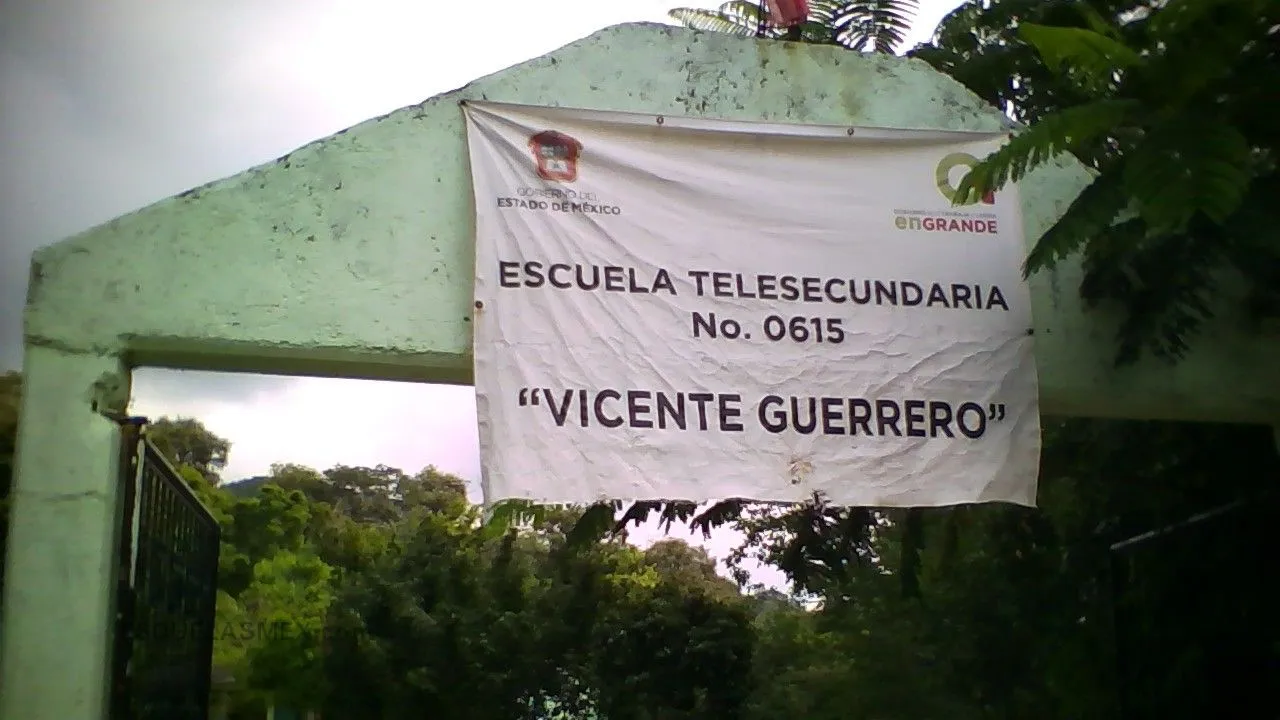 GOBIERNO DEL
ESTADO DE MÉXICO
enGRANDE
ESCUELA TELESECUNDARIA
No. 0615
“VICENTE GUERRERO”